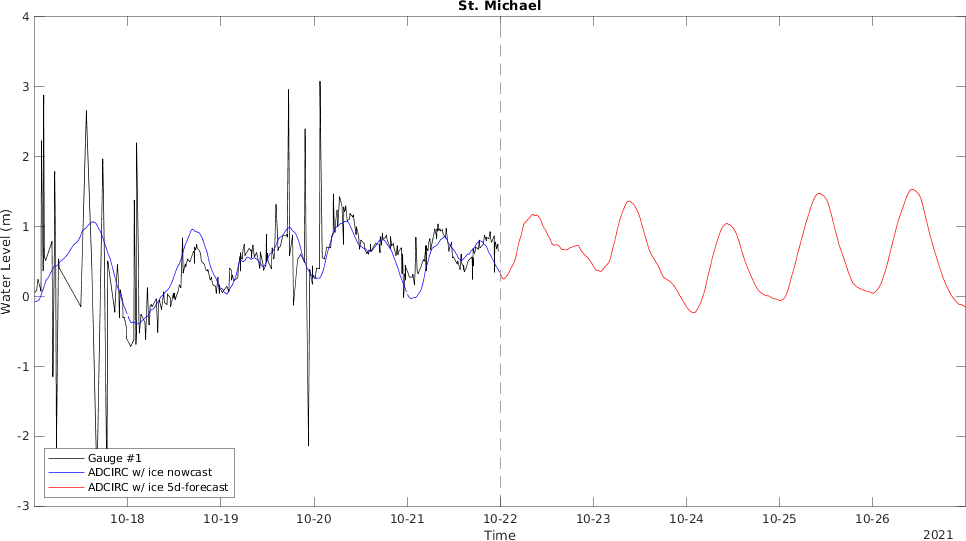 St. Michael
4
3
2
1
0
-1
-2
-3
Water Level (m)
Gauge #1
ADCIRC w/ ice nowcast
ADCIRC w/ ice 5d-forecast
10-18 10-19 10-20 10-21 10-22 10-23 10-24 10-25 10-26
Time
2021